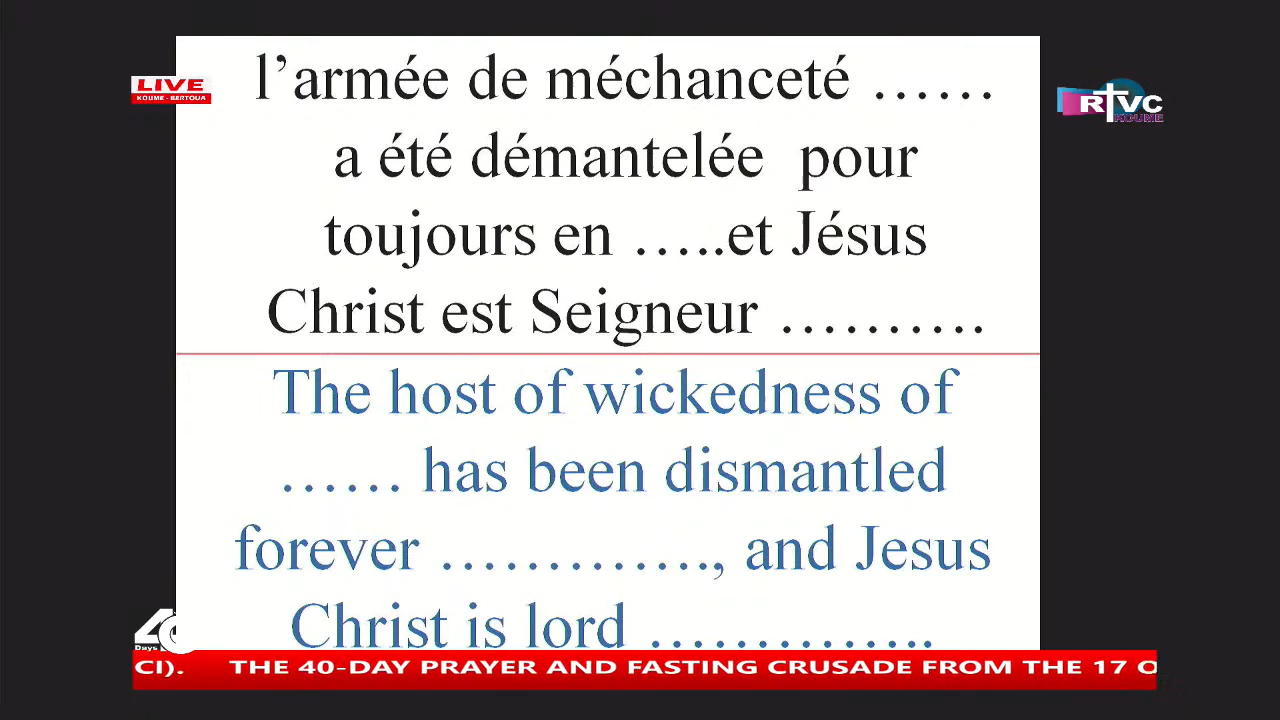 l’armée de méchanceté ……
a été démantelée pour
toujours en …..et Jésus
Christ est Seigneur ……….
The host of wickedness of
…… has been dismantled
forever …………., and Jesus
Christ is lord …………..
LIVE
KOUME - BERTOUA
RTVC
KOUME
40
Days
CI). THE 40-DAY PRAYER AND FASTING CRUSADE FROM THE 17 O